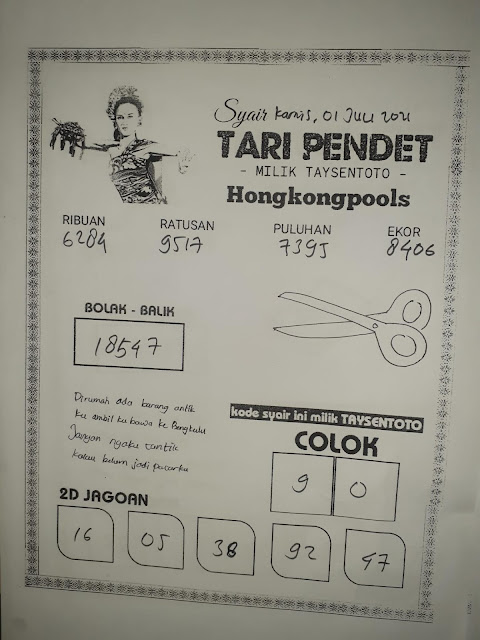 Syair Kamis, 01 Juli 2021
TARI PENDET
- MILIK TAYSENTOTO -
Hongkongpools
RIBUAN RATUSAN PULUHAN EKOR
6284 9517 7395 8406
BOLAK - BALIK
18547
Dirumah ada barang antik
Ku ambil ku bawa ke Bengkulu
Jangan ngaku cantik
Kalau belum jadi pacarku
kode syair ini milik TAYSENTOTO
COLOK
9 0
2D JAGOAN
16 05 38 92 47